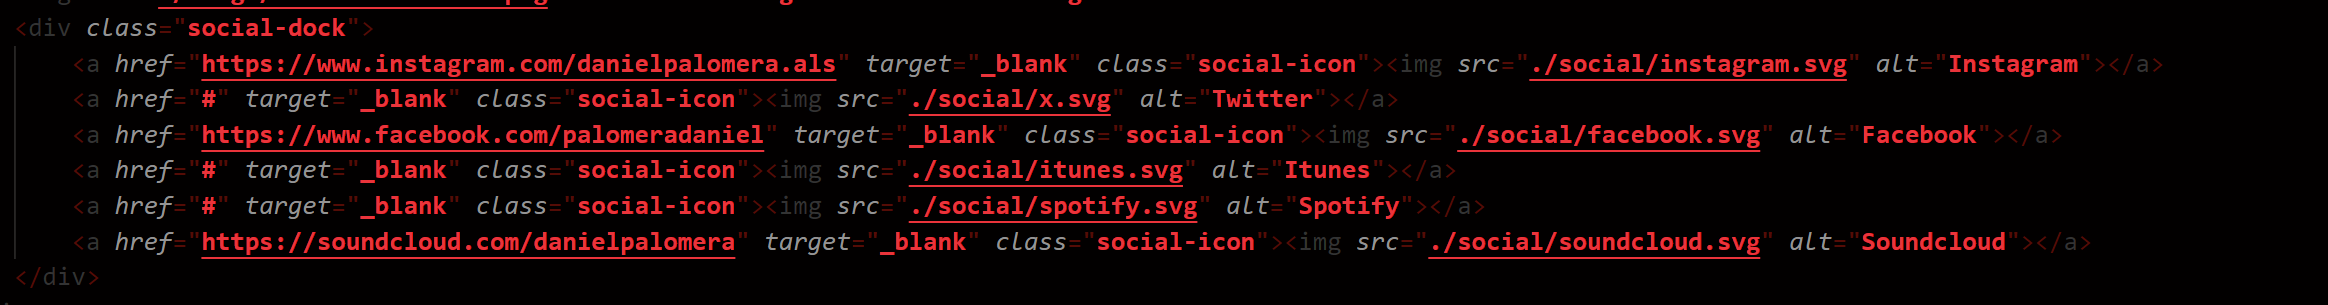 <div class="social-dock">
<a href="https://www.instagram.com/danielpalomera.als" target="_blank" class="social-icon"><img src="./social/instagram.svg" alt="Instagram"></a>
<a href="#" target="_blank" class="social-icon"><img src="./social/x.svg" alt="Twitter"></a>
<a href="https://www.facebook.com/palomeradaniel" target="_blank" class="social-icon"><img src="./social/facebook.svg" alt="Facebook"></a>
<a href="#" target="_blank" class="social-icon"><img src="./social/itunes.svg" alt="Itunes"></a>
<a href="#" target="_blank" class="social-icon"><img src="./social/spotify.svg" alt="Spotify"></a>
<a href="https://soundcloud.com/danielpalomera" target="_blank" class="social-icon"><img src="./social/soundcloud.svg" alt="Soundcloud"></a>
</div>